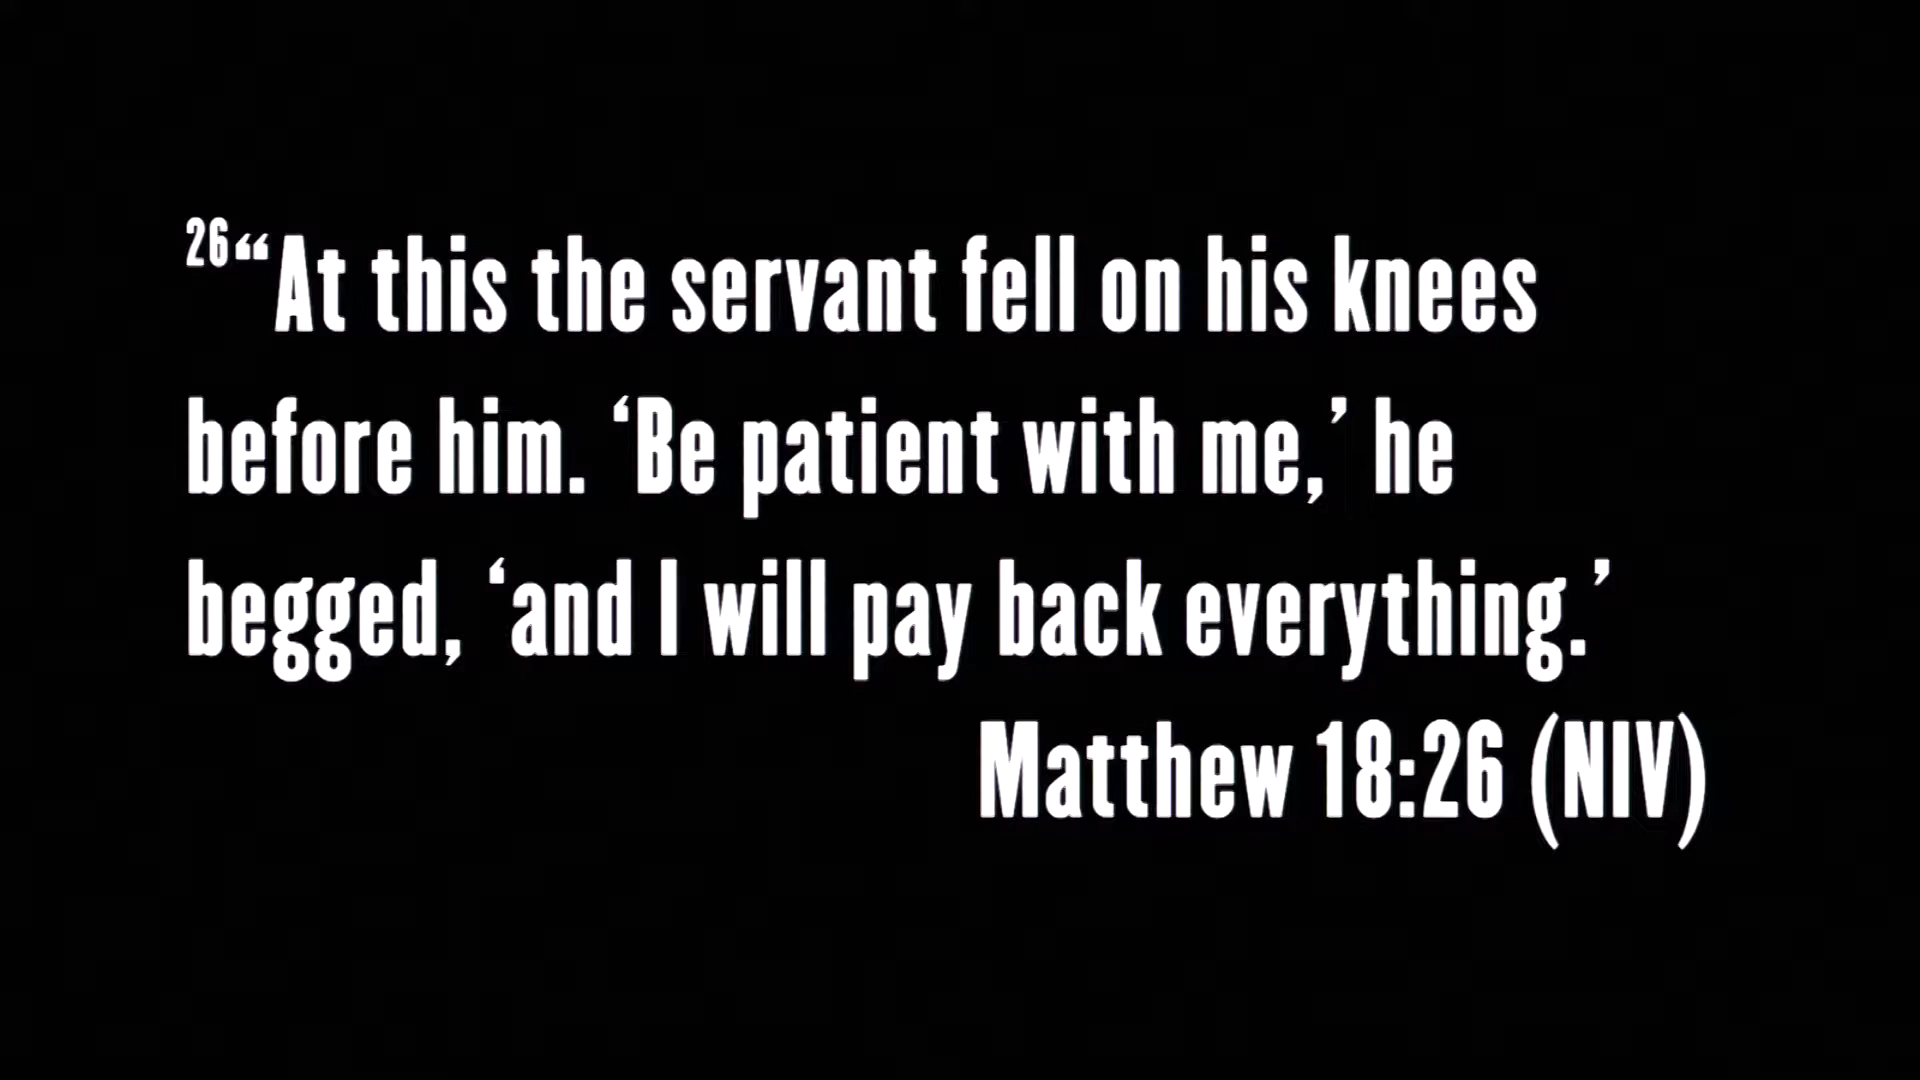 26“At this the servant fell on his knees
before him. ‘Be patient with me,’ he
begged, ‘and I will pay back everything.’
Matthew 18:26 (NIV)